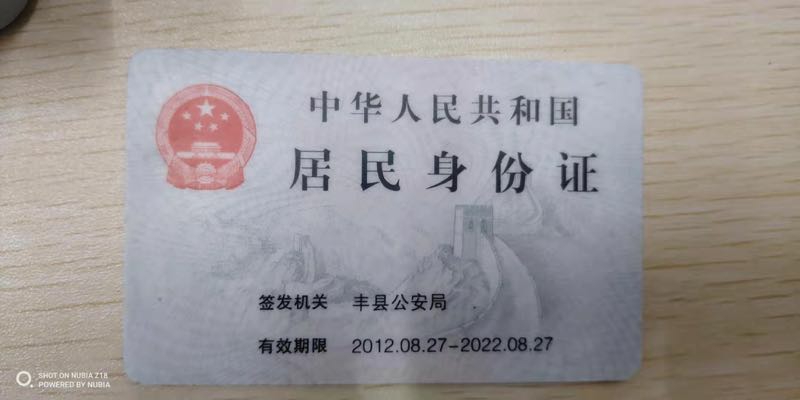 中华人民共和国
居民身份证
签发机关 丰县公安局
有效期限 2012.08.27-2022.08.27
SHOT ON NUBIA Z18
POWERED BY NUBIA